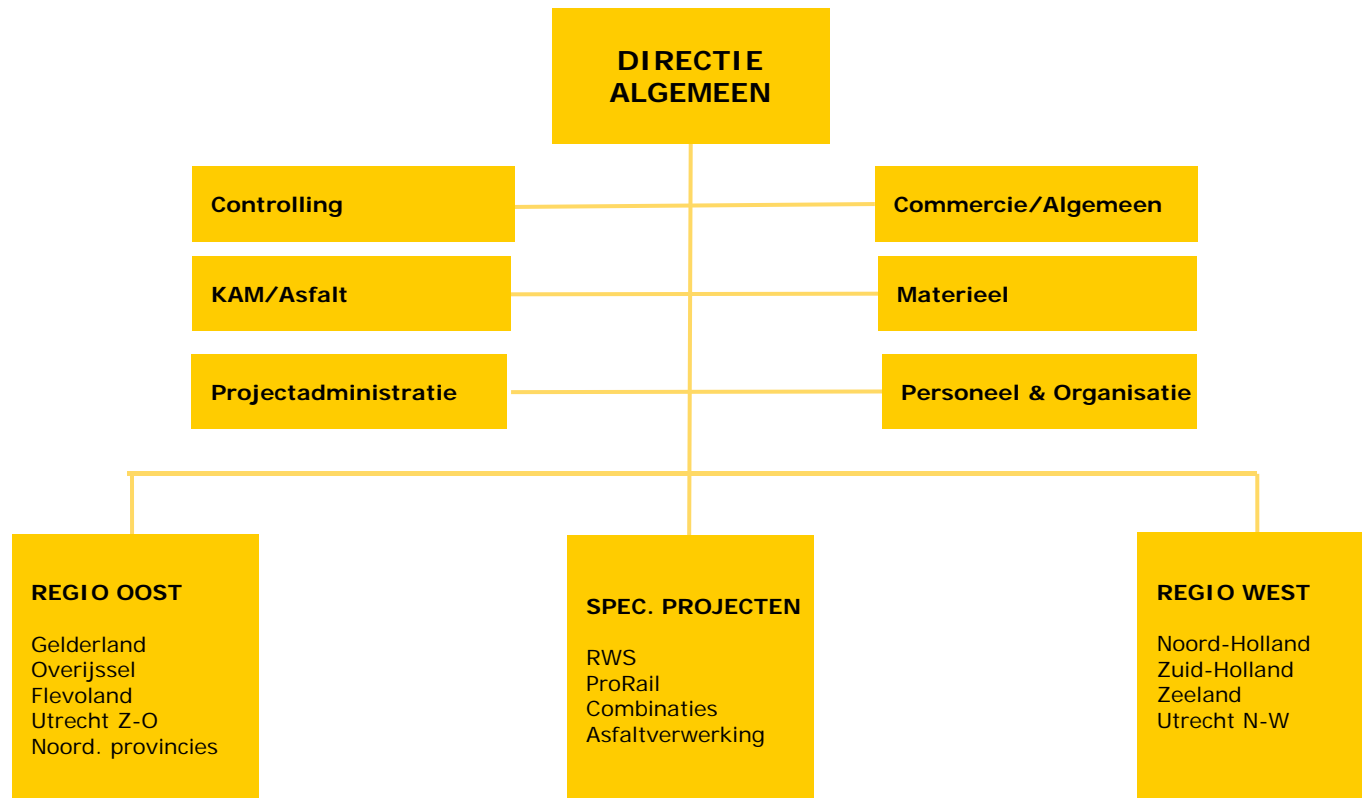 DIRECTIE
ALGEMEEN
Controlling
Commercie/Algemeen
KAM/Asfalt
Materieel
Projectadministratie
Personeel & Organisatie
REGIO OOST
Gelderland
Overijssel
Flevoland
Utrecht Z-O
Noord. provincies
SPEC. PROJECTEN
RWS
ProRail
Combinaties
Asfaltverwerking
REGIO WEST
Noord-Holland
Zuid-Holland
Zeeland
Utrecht N-W